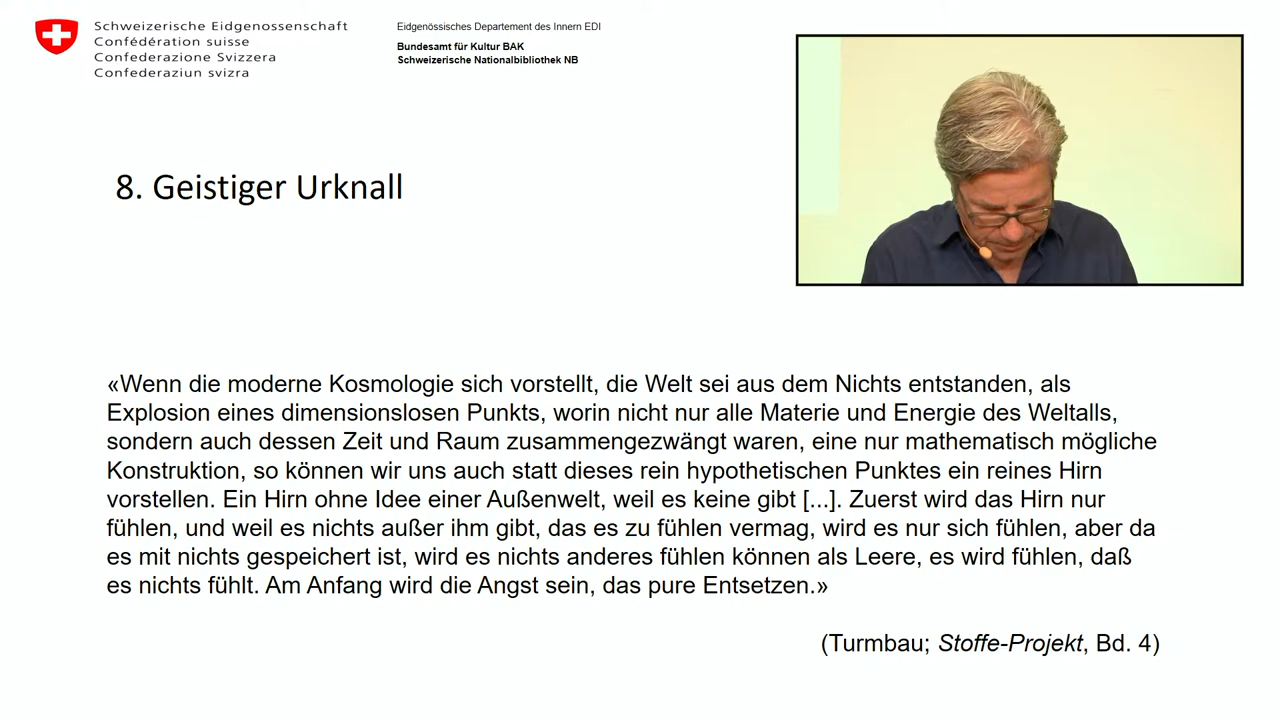 Schweizerische Eidgenossenschaft
Confédération suisse
Confederazione Svizzera
Confederaziun svizra
Eidgenössisches Departement des Innern EDI
Bundesamt für Kultur BAK
Schweizerische Nationalbibliothek NB
8. Geistiger Urknall
«Wenn die moderne Kosmologie sich vorstellt, die Welt sei aus dem Nichts entstanden, als
Explosion eines dimensionslosen Punkts, worin nicht nur alle Materie und Energie des Weltalls,
sondern auch dessen Zeit und Raum zusammengezwängt waren, eine nur mathematisch mögliche
Konstruktion, so können wir uns auch statt dieses rein hypothetischen Punktes ein reines Hirn
vorstellen. Ein Hirn ohne Idee einer Außenwelt, weil es keine gibt [...]. Zuerst wird das Hirn nur
fühlen, und weil es nichts außer ihm gibt, das es zu fühlen vermag, wird es nur sich fühlen, aber da
es mit nichts gespeichert ist, wird es nichts anderes fühlen können als Leere, es wird fühlen, daß
es nichts fühlt. Am Anfang wird die Angst sein, das pure Entsetzen.»
(Turmbau; Stoffe-Projekt, Bd. 4)